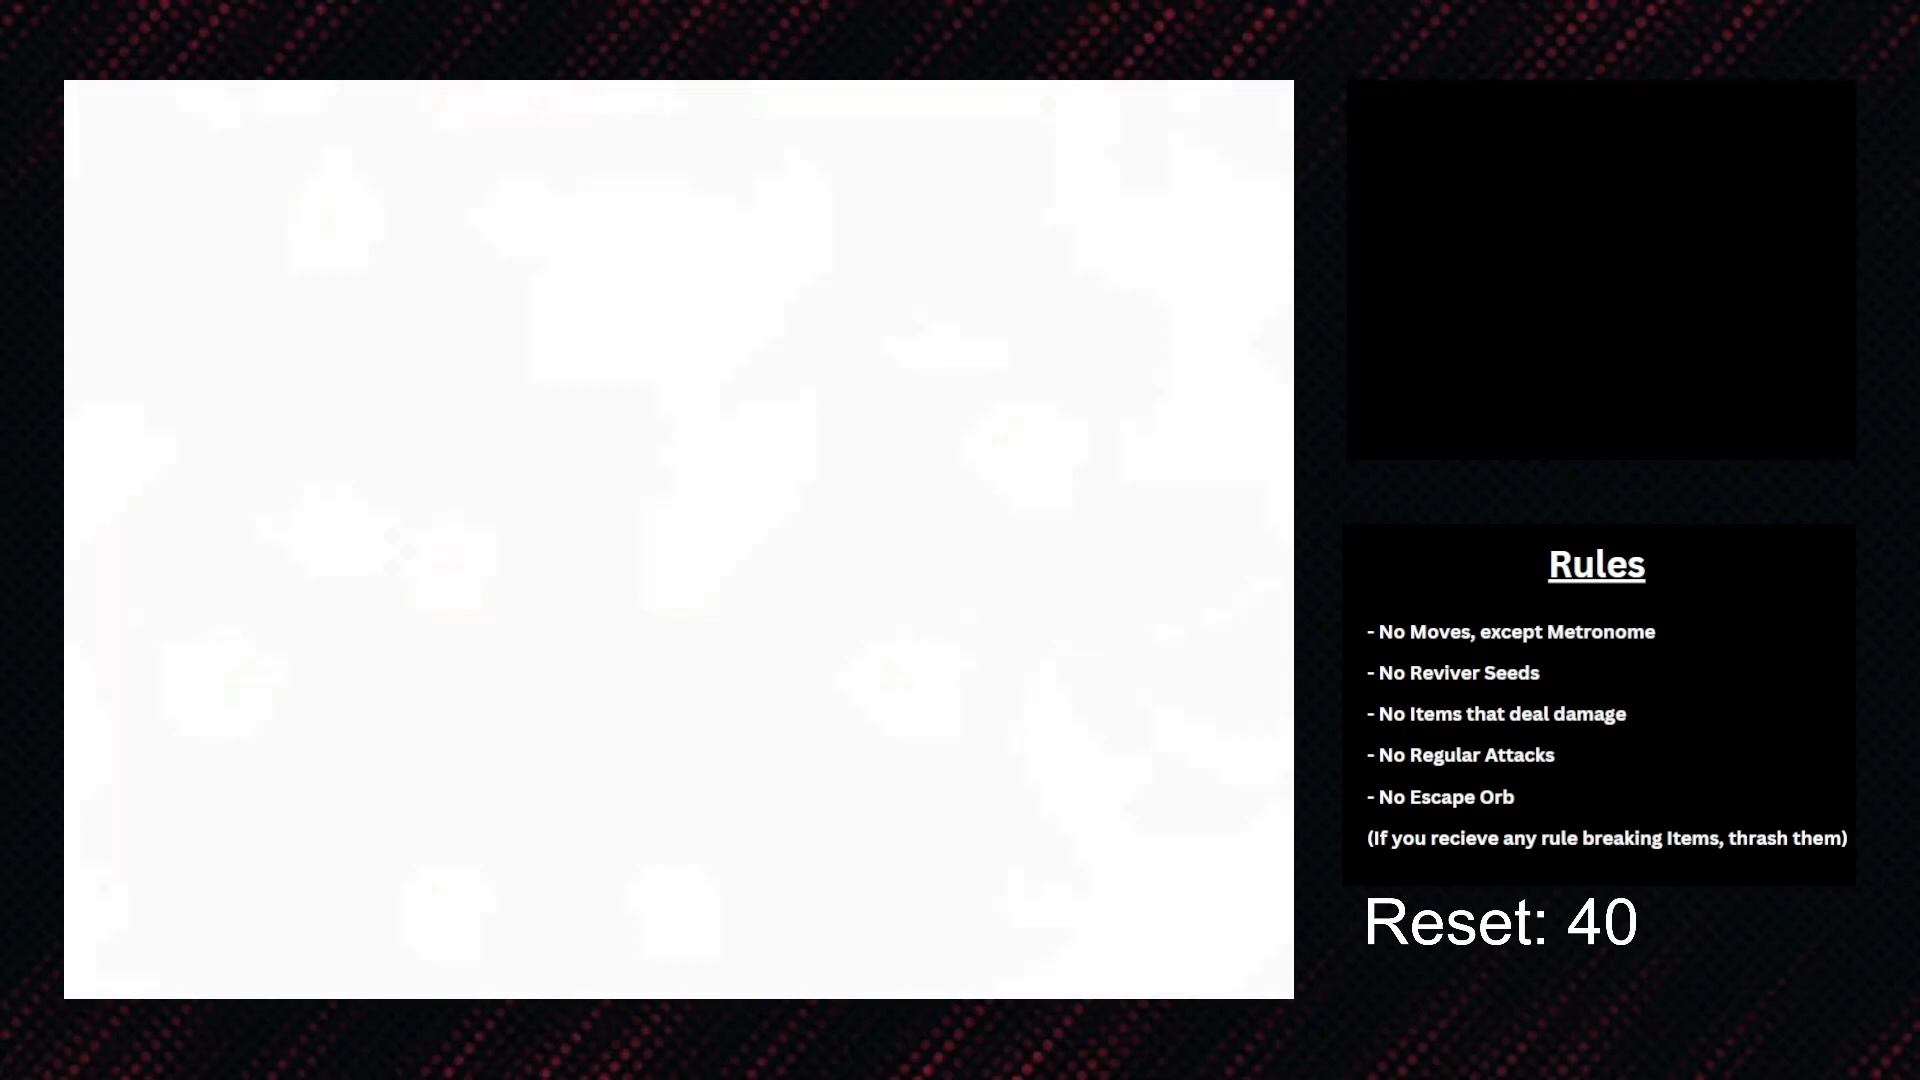 Rules
- No Moves, except Metronome
- No Reviver Seeds
- No Items that deal damage
- No Regular Attacks
- No Escape Orb
(If you recieve any rule breaking Items, thrash them)
Reset: 40